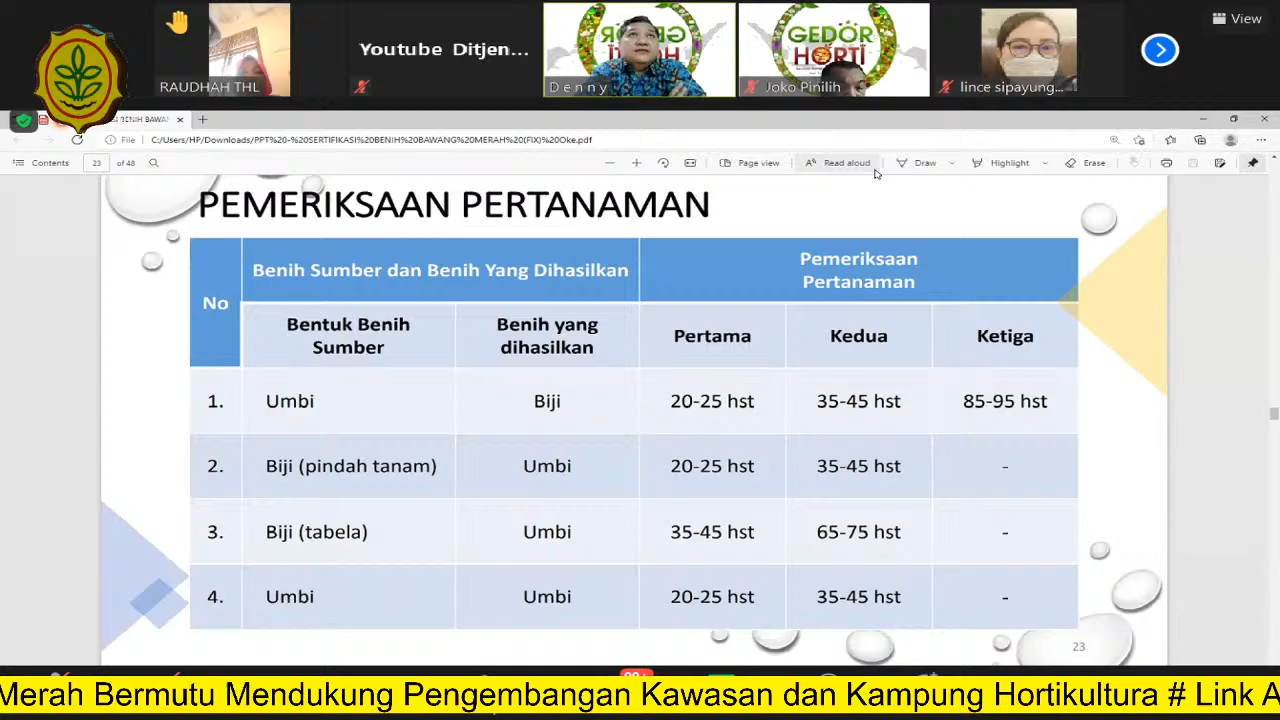 View
RAUDHAH THL
Youtube Ditjen...
GEDOR
HORTI
Denny
Joko Pinilih
lince sipayung...
File
C:/Users/HP/Downloads/PPT%20-%20SERTIFIKASI%20BENIH%20BAWANG%20MERAH%20(FIX)%20Oke.pdf
Contents 23 of 48 Page view Read aloud Draw Highlight Erase
PEMERIKSAAN PERTANAMAN
No Benih Sumber dan Benih Yang Dihasilkan Pemeriksaan
Pertanaman
Bentuk Benih
Sumber
Benih yang
dihasilkan
Pertama Kedua Ketiga
1. Umbi Biji 20-25 hst 35-45 hst 85-95 hst
2. Biji (pindah tanam) Umbi 20-25 hst 35-45 hst -
3. Biji (tabela) Umbi 35-45 hst 65-75 hst -
4. Umbi Umbi 20-25 hst 35-45 hst -
23
Merah Bermutu Mendukung Pengembangan Kawasan dan Kampung Hortikultura # Link A